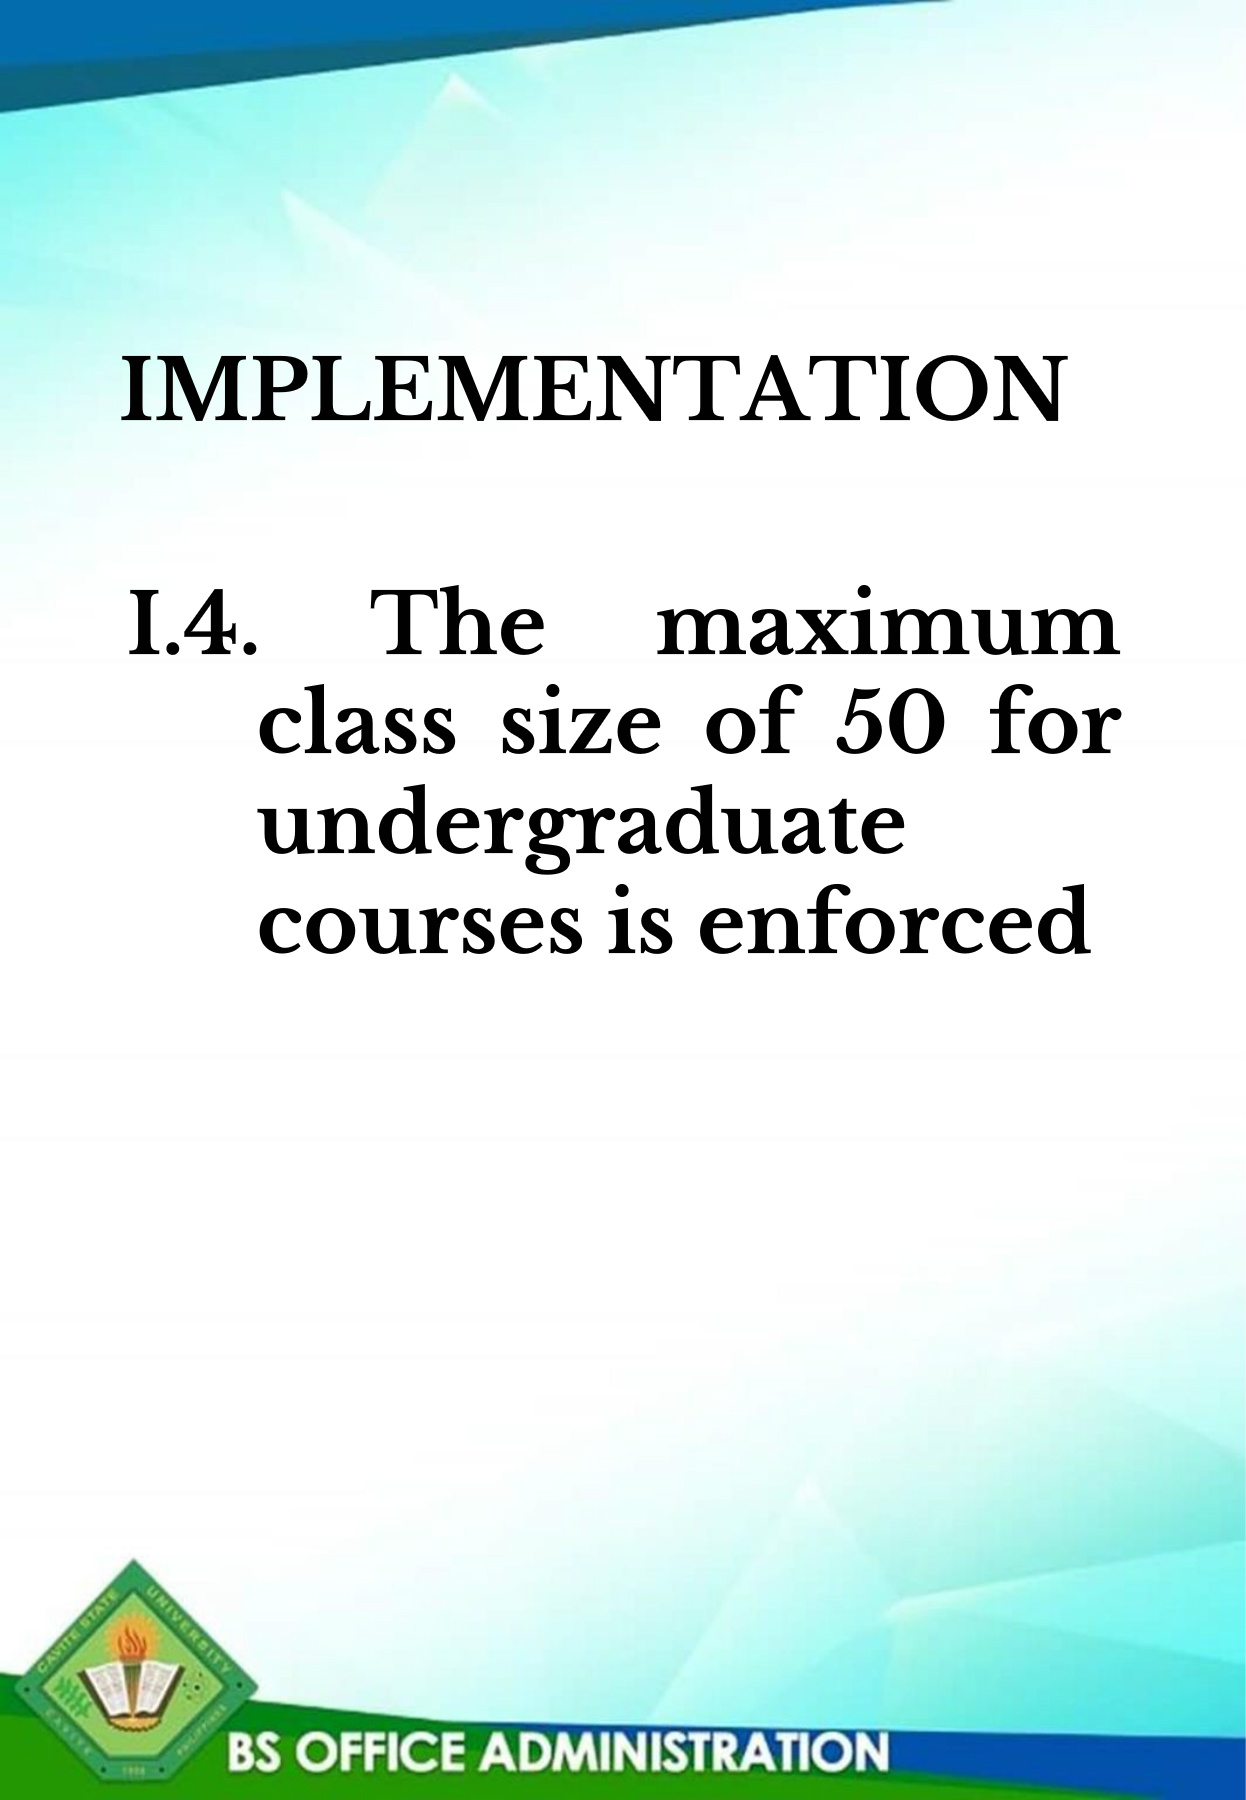 IMPLEMENTATION
I.4. The maximum
class size of 50 for
undergraduate
courses is enforced
CAVITE STATE UNIVERSITY
CAVITE PHILIPPINES
1906
BS OFFICE ADMINISTRATION